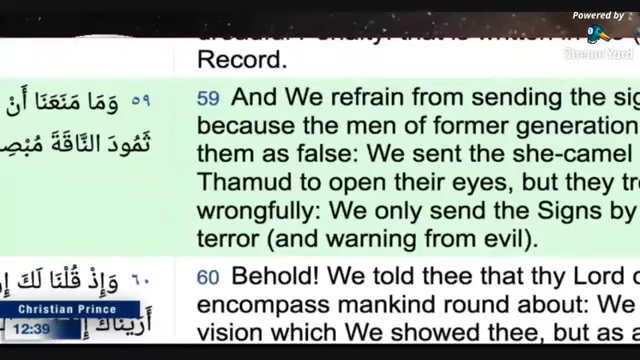 Powered by
Stream Yard
Record.
٥٩ وَمَا مَنَعَنَا أَنْ
ثَمُودَ النَّاقَةَ
59 And We refrain from sending the
because the men of former generation
them as false: We sent the she-camel
Thamud to open their eyes, but they
wrongfully: We only send the Signs by
terror (and warning from evil).
٦٠ وَإِذْ قُلْنَا لَكَ
60 Behold! We told thee that thy Lord
encompass mankind round about: We
vision which We showed thee, but as a
Christian Prince
12:39